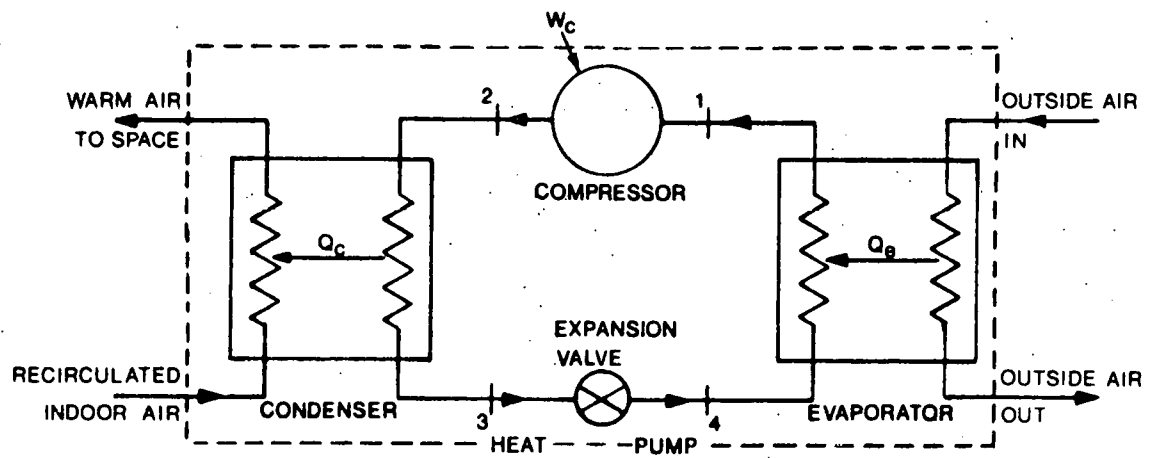 Wc
2
1
WARM AIR
TO SPACE
OUTSIDE AIR
IN
COMPRESSOR
Qc
Qe
EXPANSION
VALVE
RECIRCULATED
INDOOR AIR
CONDENSER
3
4
EVAPORATOR
OUTSIDE AIR
OUT
HEAT PUMP